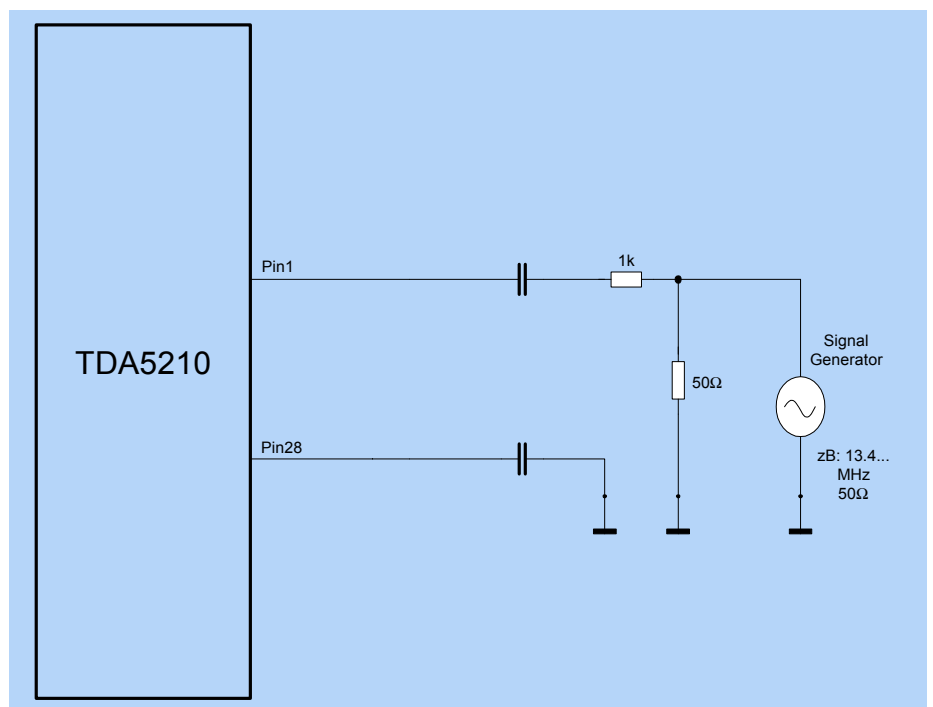 Pin1
1k
TDA5210
Signal
Generator
50Ω
Pin28
zB: 13.4...
MHz
50Ω